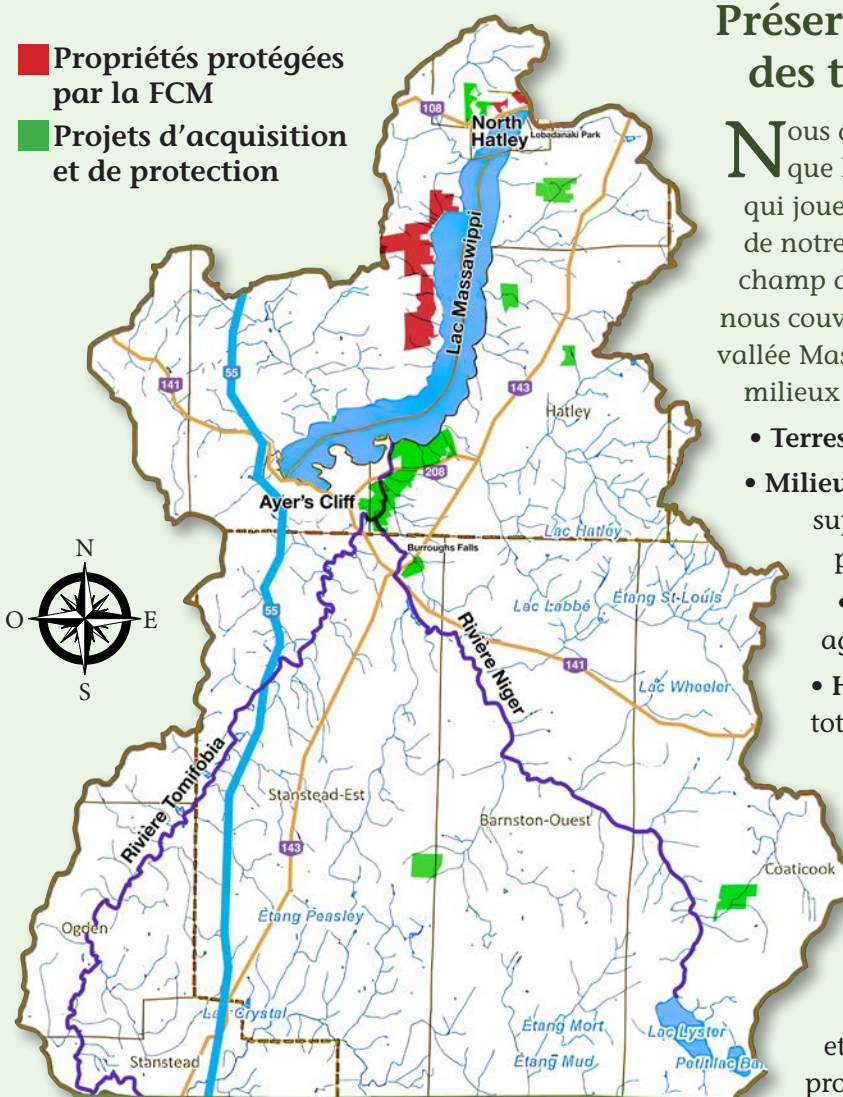 Propriétés protégées
par la FCM
Projets d'acquisition
et de protection
108
North
Hatley
Lobadanaki Park
Lac Massawippi
55
141
143
Hatley
208
Ayer's Cliff
Lac Hatley
Burroughs Falls
N
O
E
S
Lac Labbé
Étang St-Louis
55
Rivière Niger
141
Lac Wheeler
Rivière Tomifobia
Stanstead-Est
Barnston-Ouest
143
Coaticook
Étang Peasley
Ogden
Lac Crystal
Étang Mort
Lac Lyster
Étang Mud
Petit lac
Stanstead
Préser
des t
Nous
que
qui joue
de notre
champ
nous couv
vallée Mas
milieux
• Terres
• Milieu
sup
p
•
ag
• H
tot
et
pro